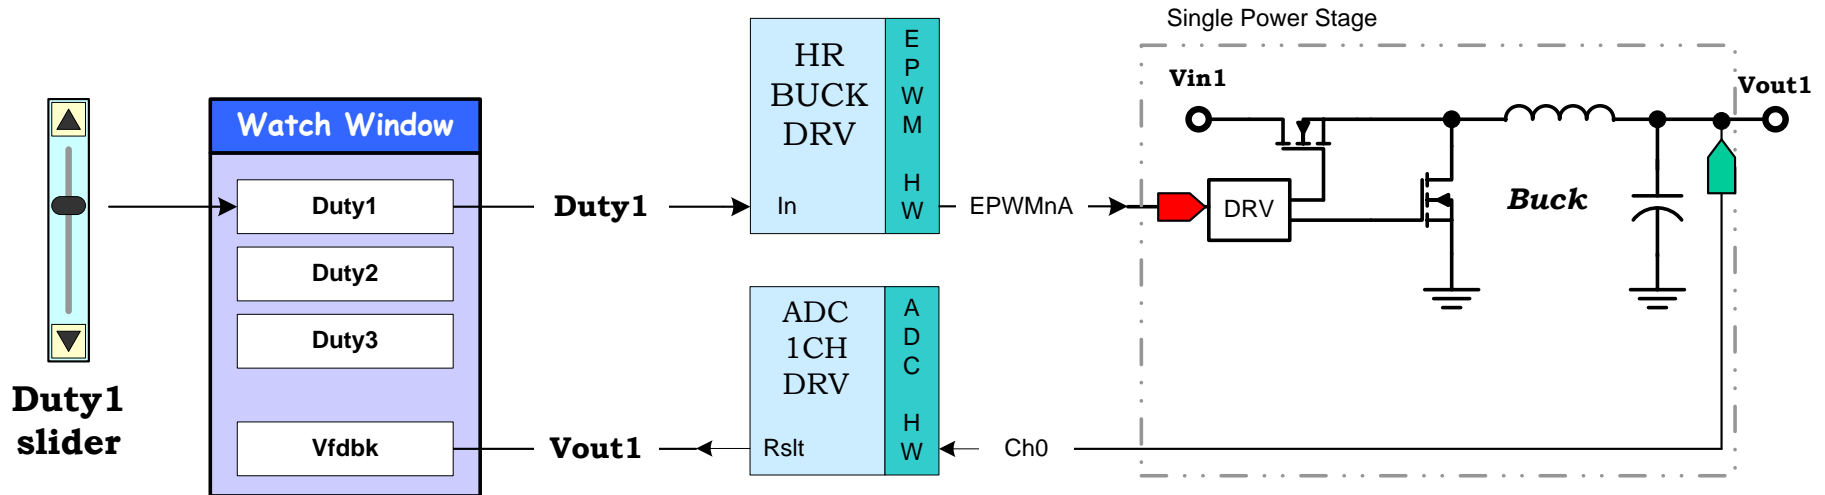 Single Power Stage
Duty1
slider
Watch Window
Duty1
Duty2
Duty3
Vfdbk
Duty1
Vout1
HR
BUCK
DRV
In
E
P
W
M
H
W
EPWMnA
ADC
1CH
DRV
Rslt
A
D
C
H
W
Ch0
Vin1
DRV
Buck
Vout1